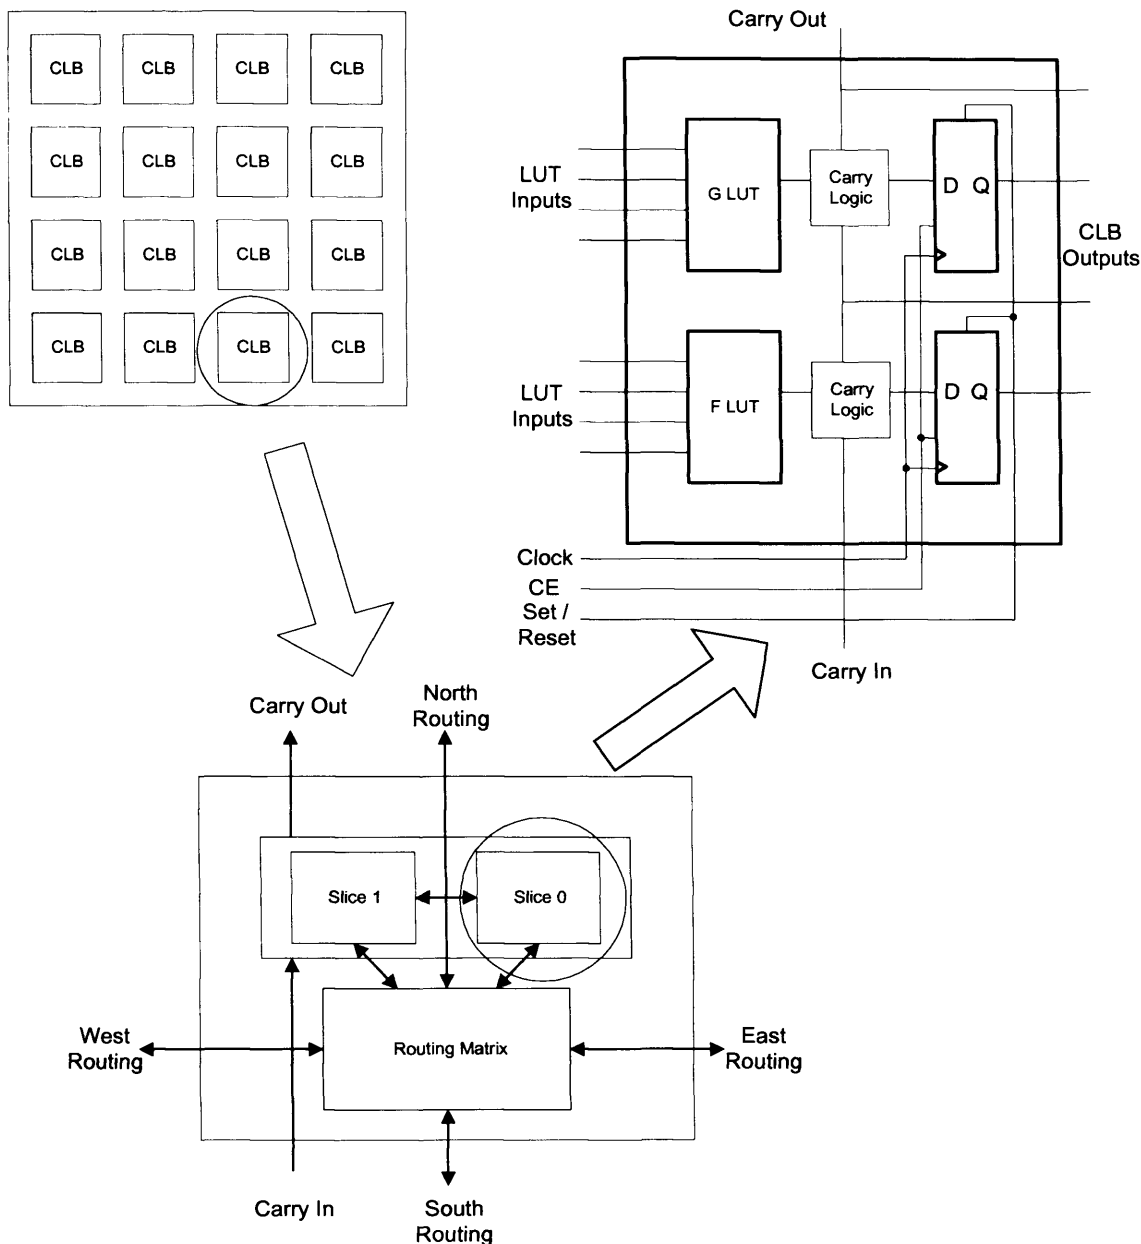 CLB CLB CLB CLB
CLB CLB CLB CLB
CLB CLB CLB CLB
CLB CLB CLB CLB
Carry Out
LUT
Inputs
G LUT
Carry
Logic
D Q
CLB
Outputs
LUT
Inputs
F LUT
Carry
Logic
D Q
Clock
CE
Set /
Reset
Carry In
Carry Out
North
Routing
Slice 1
Slice 0
West
Routing
Routing Matrix
East
Routing
Carry In
South
Routing